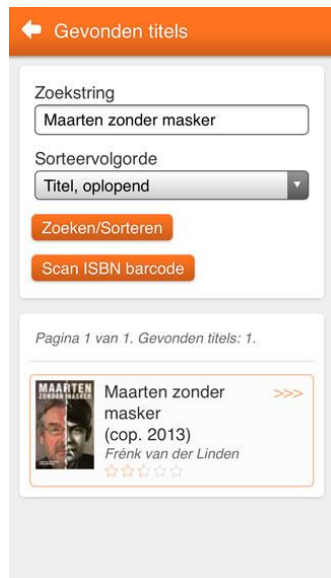 Gevonden titels
Zoekstring
Maarten zonder masker
Sorteervolgorde
Titel, oplopend
Zoeken/Sorteren
Scan ISBN barcode
Pagina 1 van 1. Gevonden titels: 1.
MAARTEN
ZONDER MASKER
Maarten zonder
>>>
masker
(cop. 2013)
Frénk van der Linden